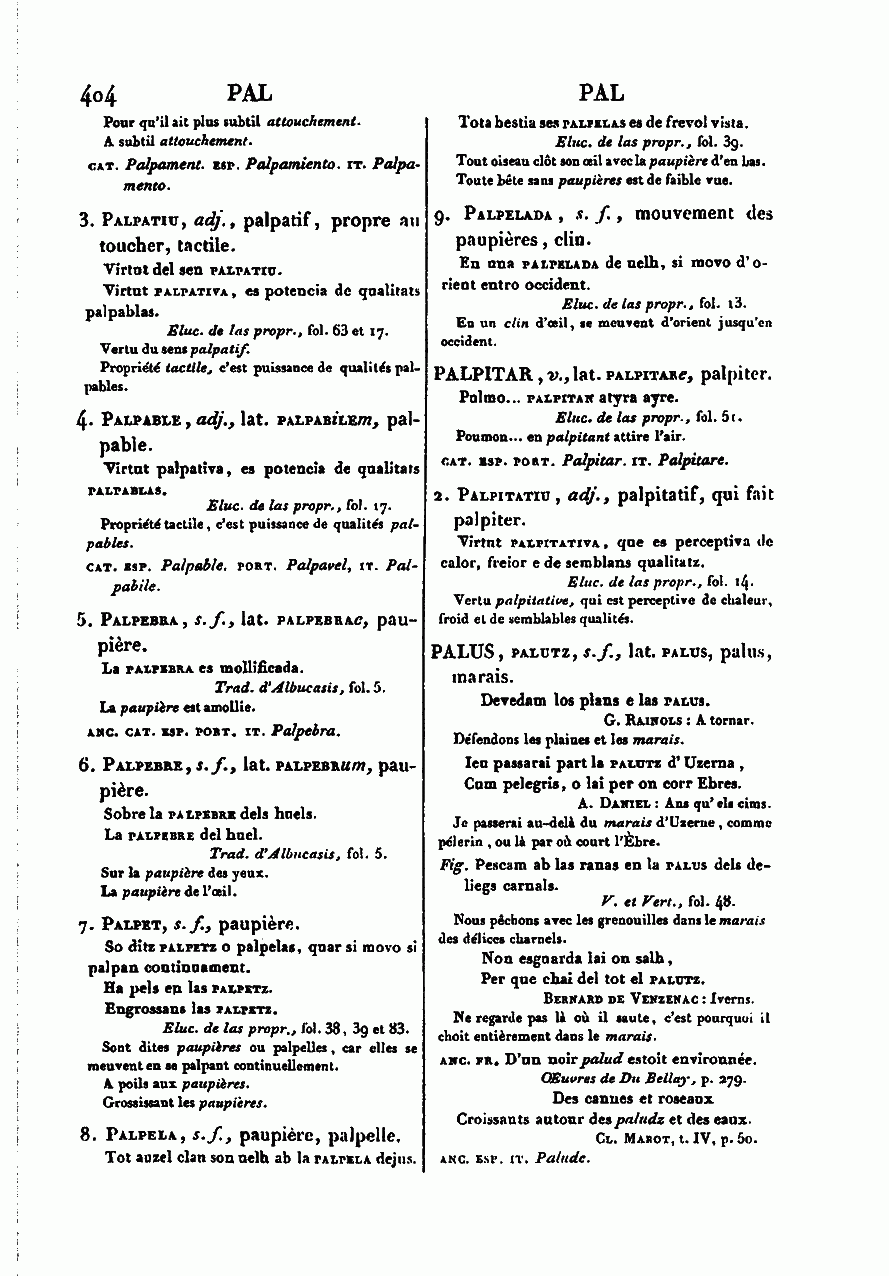 404 PAL PAL
Pour qu'il ait plus subtil attouchement.
A subtil attouchement.
CAT. Palpament. ESP. Palpamiento. IT. Palpa-
mento.
3. PALPATIU, adj., palpatif, propre au
toucher, tactile.
Virtut del sen PALPATIU.
Virtut PALPATIVA, es potencia de qualitats
palpablas.
Eluc. de las propr., fol. 63 et 17.
Vertu du sens palpatif.
Propriété tactile, c'est puissance de qualités pal-
pables.
4. PALPABLE, adj., lat. PALPABiLEm, pal-
pable.
Virtut palpativa, es potencia de qualitats
PALPABLAS.
Eluc. de las propr., fol. 17.
Propriété tactile, c'est puissance de qualités pal-
pables.
CAT. ESP. Palpable. PORT. Palpavel, IT. Pal-
pabile.
5. PALPEBRA, s. f., lat. PALPEBRAe, pau-
pière.
La PALPEBRA es mollificada.
Trad. d'Albucasis, fol. 5.
La paupière est amollie.
ANC. CAT. ESP. PORT. IT. Palpebra.
6. PALPEBRE, s. f., lat. PALPEBRum, pau-
pière.
Sobre la PALPEBRE dels huels.
La PALPEBRE del huel.
Trad. d'Albucasis, fol. 5.
Sur la paupière des yeux.
La paupière de l'œil.
7. PALPET, s. f., paupière.
So ditz PALPETZ o palpelas, quar si movo si
palpan continuament.
Ha pels en las PALPETZ.
Engrossans las PALPETZ.
Eluc. de las propr., fol. 38, 39 et 83.
Sont dites paupières ou palpelles, car elles se
meuvent en se palpant continuellement.
A poils aux paupières.
Grossissant les paupières.
8. PALPELA, s. f., paupière, palpelle.
Tot auzel clau son uelh ab la PALPELA dejus.
Tota bestia ses PALPELAS es de frevol vista.
Eluc. de las propr., fol. 39.
Tout oiseau clôt son œil avec la paupière d'en bas.
Toute bête sans paupières est de faible vue.
9. PALPELADA, s. f., mouvement des
paupières, clin.
En una PALPELADA de uelh, si movo d'o-
rient entro occident.
Eluc. de las propr., fol. 13.
En un clin d'œil, se meuvent d'orient jusqu'en
occident.
PALPITAR, v., lat. PALPITARe, palpiter.
Polmo... PALPITAN atyra ayre.
Eluc. de las propr., fol. 51.
Poumon... en palpitant attire l'air.
CAT. ESP. PORT. Palpitar. IT. Palpitare.
2. PALPITATIU, adj., palpitatif, qui fait
palpiter.
Virtut PALPITATIVA, que es perceptiva de
calor, freior e de semblans qualitatz.
Eluc. de las propr., fol. 14.
Vertu palpitative, qui est perceptive de chaleur,
froid et de semblables qualités.
PALUS, PALUTZ, s. f., lat. PALUS, palus,
marais.
Devedam los plans e las PALUS.
G. RAINOLS: A tornar.
Défendons les plaines et les marais.
Ieu passarai part la PALUTZ d'Uzerna,
Cum pelegris, o lai per on corr Ebres.
A. DANIEL: Ans qu'els cims.
Je passerai au-delà du marais d'Uzerne, comme
pélerin, ou là par où court l'Èbre.
Fig. Pescam ab las ranas en la PALUS dels de-
liegs carnals.
V. et Vert., fol. 48.
Nous pêchons avec les grenouilles dans le marais
des délices charnels.
Non esguarda lai on salh,
Per que chai del tot el PALUTZ.
BERNARD DE VENZENAC: Iverns.
Ne regarde pas là où il saute, c'est pourquoi il
choit entièrement dans le marais.
ANC. FR. D'un noir palud estoit environnée.
Œuvres de Du Bellay, p. 279.
Des cannes et roseaux
Croissants autour des paludz et des eaux.
CL. MAROT, t. IV, p. 50.
ANC. ESP. IT. Palude.